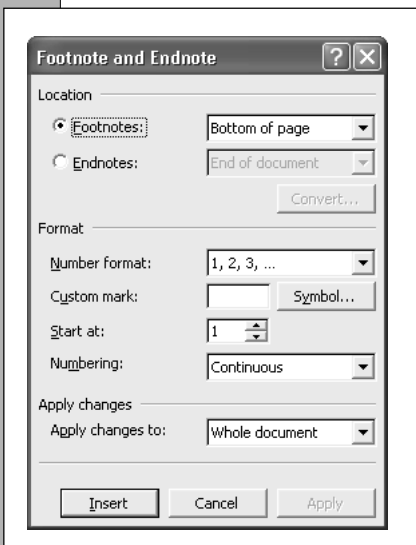 Footnote and Endnote
Location
Footnotes: Bottom of page
Endnotes: End of document
Convert...
Format
Number format: 1, 2, 3, ...
Custom mark: Symbol...
Start at: 1
Numbering: Continuous
Apply changes
Apply changes to: Whole document
Insert Cancel Apply